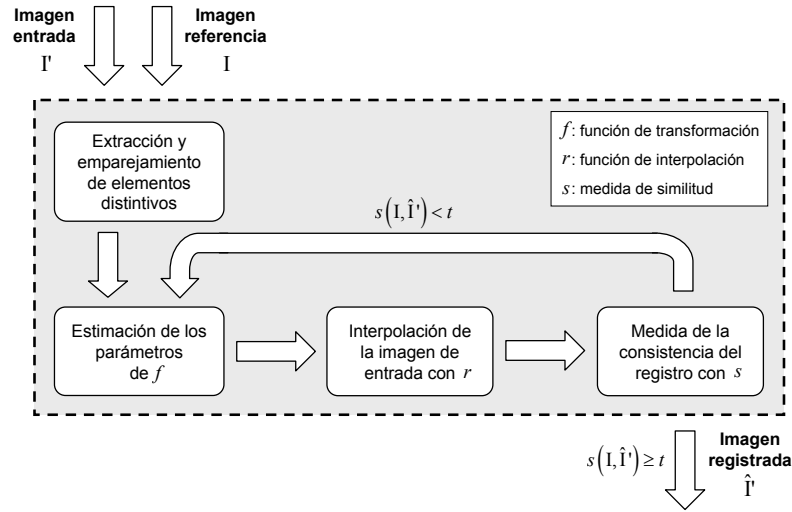 Imagen
entrada
I'
Imagen
referencia
I
Extracción y
emparejamiento
de elementos
distintivos
f: función de transformación
r: función de interpolación
s: medida de similitud
s(I,Î')<t
Estimación de los
parámetros
de f
Interpolación de
la imagen de
entrada con r
Medida de la
consistencia del
registro con s
s(I,Î')≥t
Imagen
registrada
Î'